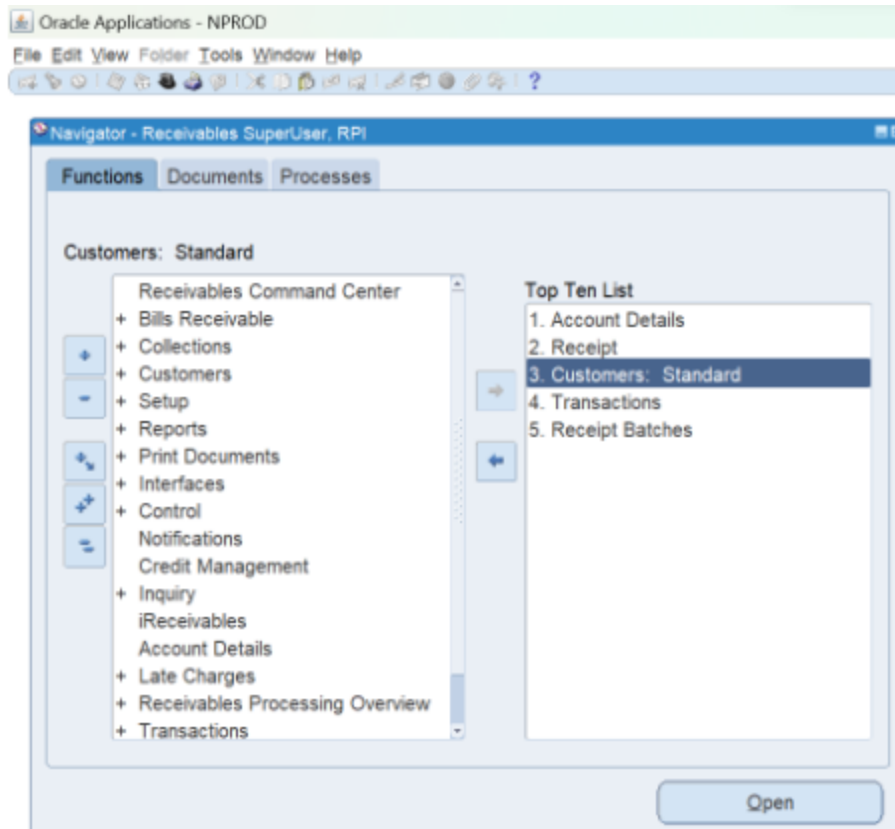 Oracle Applications - NPROD
File Edit View Folder Tools Window Help
?
Navigator - Receivables SuperUser, RPI
Functions Documents Processes
Customers: Standard
Receivables Command Center
+ Bills Receivable
+ Collections
+ Customers
+ Setup
+ Reports
+ Print Documents
+ Interfaces
+ Control
Notifications
Credit Management
+ Inquiry
iReceivables
Account Details
+ Late Charges
+ Receivables Processing Overview
+ Transactions
Top Ten List
1. Account Details
2. Receipt
3. Customers: Standard
4. Transactions
5. Receipt Batches
Open